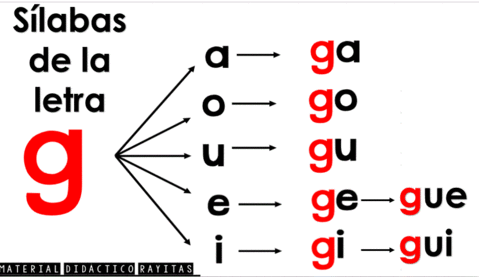 Sílabas
de la
letra
g
a ga
o go
u gu
e ge gue
i gi gui
MATERIAL DIDACTICO RAYITAS